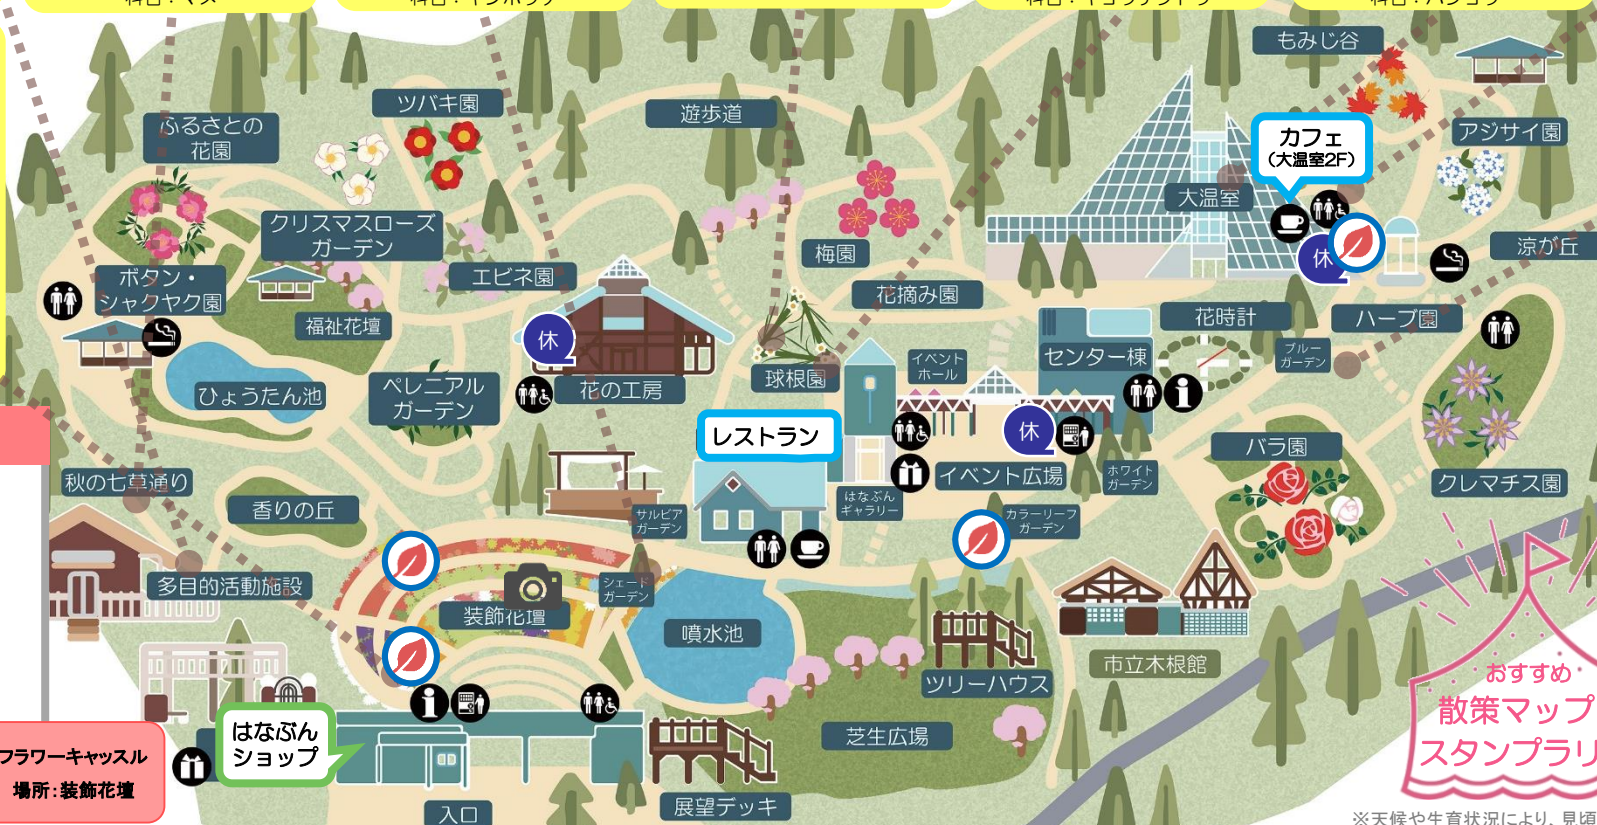 もみじ谷
ツバキ園
遊歩道
ふるさとの
花園
カフェ
(大温室2F)
アジサイ園
大温室
クリスマスローズ
ガーデン
梅園
涼が丘
休
エビネ園
ボタン・
シャクヤク園
花摘み園
福祉花壇
花時計
ハーブ園
休
イベント
ホール
センター棟
ブルー
ガーデン
球根園
ひょうたん池
ペレニアル
ガーデン
花の工房
レストラン
休
バラ園
イベント広場
ホワイト
ガーデン
秋の七草通り
クレマチス園
香りの丘
はなぶん
ギャラリー
サルビア
ガーデン
カラーリーフ
ガーデン
多目的活動施設
シェード
ガーデン
装飾花壇
噴水池
市立木根館
ツリーハウス
おすすめ
散策マップ
スタンプラリ
はなぶん
ショップ
芝生広場
フラワーキャッスル
場所：装飾花壇
展望デッキ
入口
※天候や生育状況により、見頃